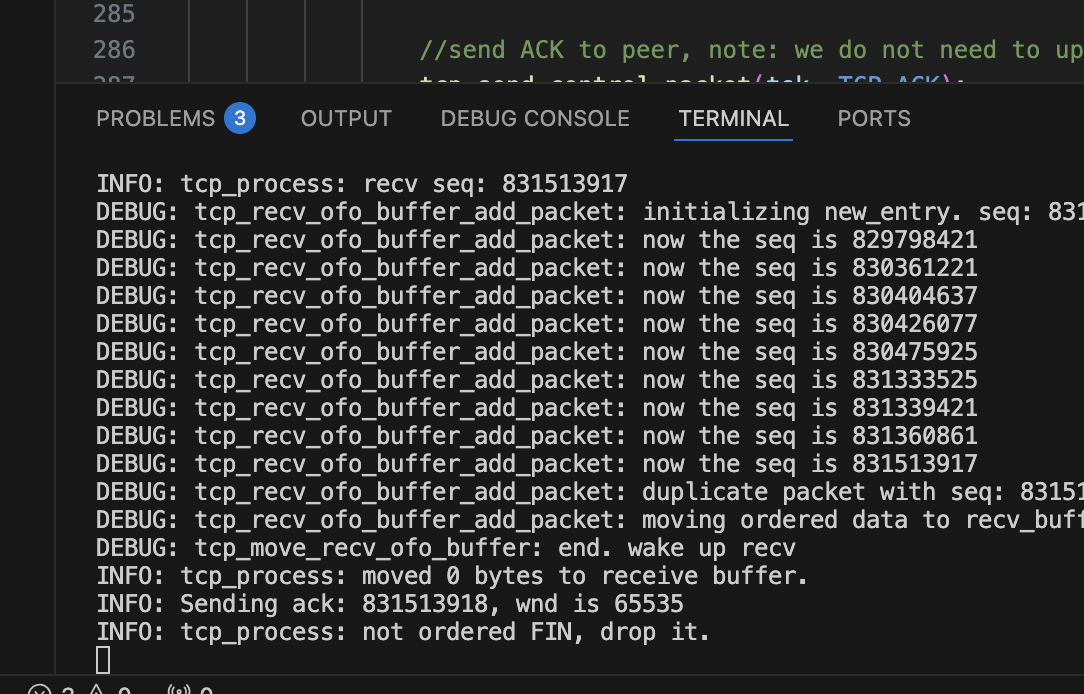 285
286 //send ACK to peer, note: we do not need to up
287 tcp_send_control_packet(tsk, TCP_ACK);
PROBLEMS 3 OUTPUT DEBUG CONSOLE TERMINAL PORTS
INFO: tcp_process: recv seq: 831513917
DEBUG: tcp_recv_ofo_buffer_add_packet: initializing new_entry. seq: 831
DEBUG: tcp_recv_ofo_buffer_add_packet: now the seq is 829798421
DEBUG: tcp_recv_ofo_buffer_add_packet: now the seq is 830361221
DEBUG: tcp_recv_ofo_buffer_add_packet: now the seq is 830404637
DEBUG: tcp_recv_ofo_buffer_add_packet: now the seq is 830426077
DEBUG: tcp_recv_ofo_buffer_add_packet: now the seq is 830475925
DEBUG: tcp_recv_ofo_buffer_add_packet: now the seq is 831333525
DEBUG: tcp_recv_ofo_buffer_add_packet: now the seq is 831339421
DEBUG: tcp_recv_ofo_buffer_add_packet: now the seq is 831360861
DEBUG: tcp_recv_ofo_buffer_add_packet: now the seq is 831513917
DEBUG: tcp_recv_ofo_buffer_add_packet: duplicate packet with seq: 83151
DEBUG: tcp_recv_ofo_buffer_add_packet: moving ordered data to recv_buff
DEBUG: tcp_move_recv_ofo_buffer: end. wake up recv
INFO: tcp_process: moved 0 bytes to receive buffer.
INFO: Sending ack: 831513918, wnd is 65535
INFO: tcp_process: not ordered FIN, drop it.